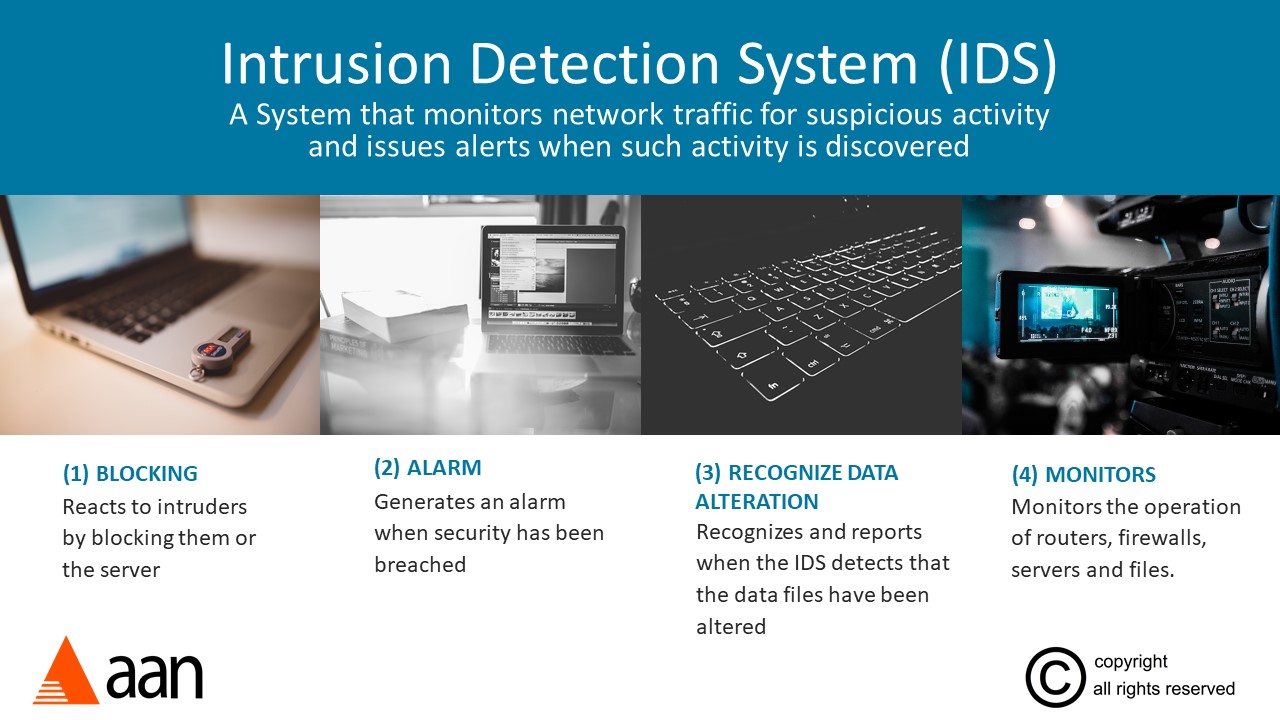 Intrusion Detection System (IDS)
A System that monitors network traffic for suspicious activity
and issues alerts when such activity is discovered
PRINCIPLES OF
MARKETING
(1) BLOCKING
Reacts to intruders
by blocking them or
the server
(2) ALARM
Generates an alarm
when security has been
breached
(3) RECOGNIZE DATA
ALTERATION
Recognizes and reports
when the IDS detects that
the data files have been
altered
(4) MONITORS
Monitors the operation
of routers, firewalls,
servers and files.
aan
© copyright
all rights reserved